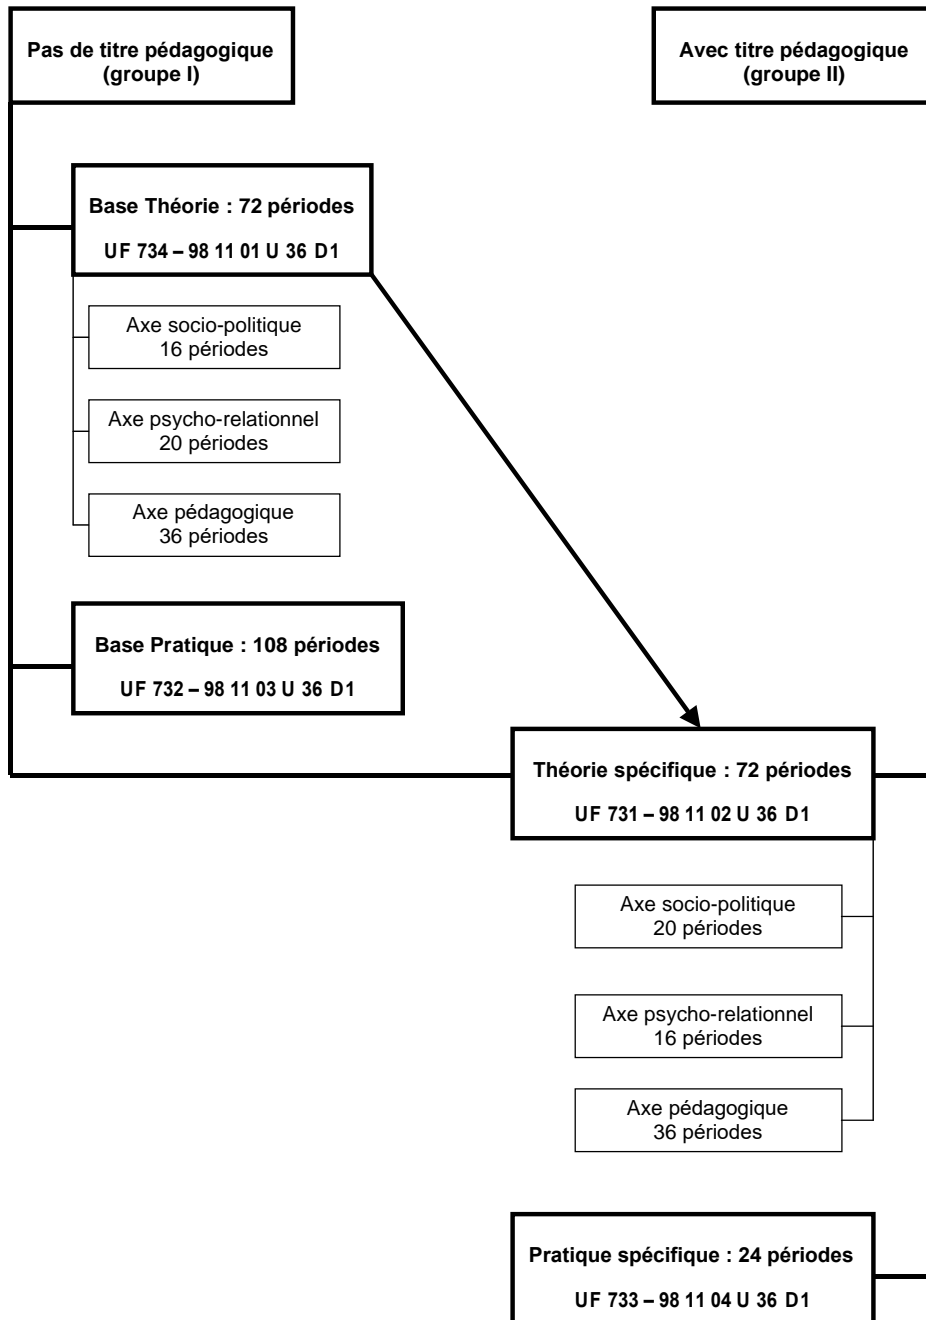 Pas de titre pédagogique
(groupe I)
Avec titre pédagogique
(groupe II)
Base Théorie : 72 périodes
UF 734 – 98 11 01 U 36 D1
Axe socio-politique
16 périodes
Axe psycho-relationnel
20 périodes
Axe pédagogique
36 périodes
Base Pratique : 108 périodes
UF 732 – 98 11 03 U 36 D1
Théorie spécifique : 72 périodes
UF 731 – 98 11 02 U 36 D1
Axe socio-politique
20 périodes
Axe psycho-relationnel
16 périodes
Axe pédagogique
36 périodes
Pratique spécifique : 24 périodes
UF 733 – 98 11 04 U 36 D1